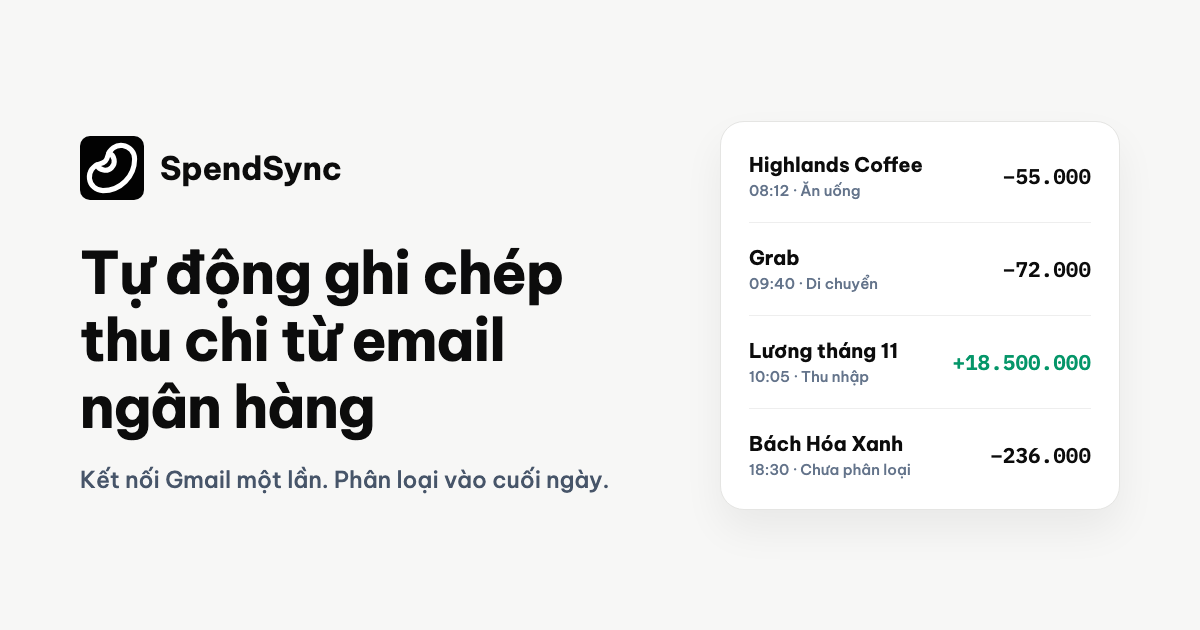 SpendSync
Tự động ghi chép
thu chi từ email
ngân hàng
Kết nối Gmail một lần. Phân loại vào cuối ngày.
Highlands Coffee
08:12 · Ăn uống
−55.000
Grab
09:40 · Di chuyển
−72.000
Lương tháng 11
10:05 · Thu nhập
+18.500.000
Bách Hóa Xanh
18:30 · Chưa phân loại
−236.000